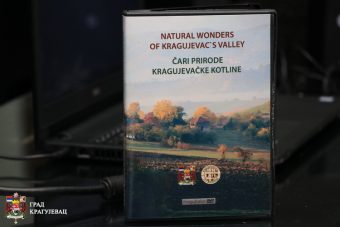 NATURAL WONDERS
OF KRAGUJEVAC`S VALLEY
ČARI PRIRODE
KRAGUJEVAČKE KOTLINE
ГРАД
КРАГУЈЕВАЦ